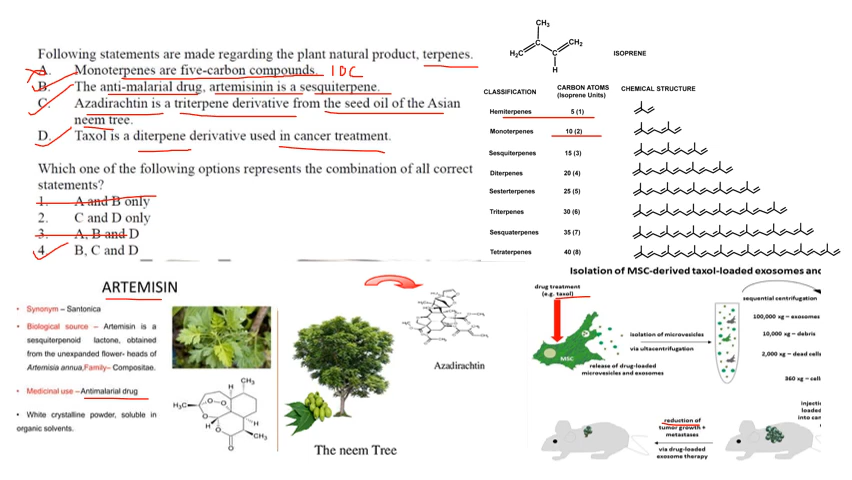 Following statements are made regarding the plant natural product, terpenes.
A. Monoterpenes are five-carbon compounds. 10C
B. The anti-malarial drug, artemisinin is a sesquiterpene.
C. Azadirachtin is a triterpene derivative from the seed oil of the Asian
neem tree.
D. Taxol is a diterpene derivative used in cancer treatment.
Which one of the following options represents the combination of all correct
statements?
1. A and B only
2. C and D only
3. A, B and D
4. B, C and D
CH3
H2C
C
CH2
C
H
ISOPRENE
CLASSIFICATION CARBON ATOMS (Isoprene Units) CHEMICAL STRUCTURE
Hemiterpenes 5 (1)
Monoterpenes 10 (2)
Sesquiterpenes 15 (3)
Diterpenes 20 (4)
Sesterterpenes 25 (5)
Triterpenes 30 (6)
Sesquaterpenes 35 (7)
Tetraterpenes 40 (8)
ARTEMISIN
• Synonym – Santonica
• Biological source – Artemisin is a
sesquiterpenoid lactone, obtained
from the unexpanded flower- heads of
Artemisia annua,Family– Compositae.
• Medicinal use –Antimalarial drug
• White crystalline powder, soluble in
organic solvents.
CH3
H
H3C
O
O
O
H
H
O
CH3
O
Azadirachtin
The neem Tree
Isolation of MSC-derived taxol-loaded exosomes and
drug treatment
(e.g. taxol)
MSC
release of drug-loaded
microvesicles and exosomes
isolation of microvesicles
via ultacentrifugation
sequential centrifugation
100,000 xg – exosomes
10,000 xg – debris
2,000 xg – dead cells
360 xg – cell
injecti
loaded
into can
reduction of
tumor growth +
metastases
via drug-loaded
exosome therapy